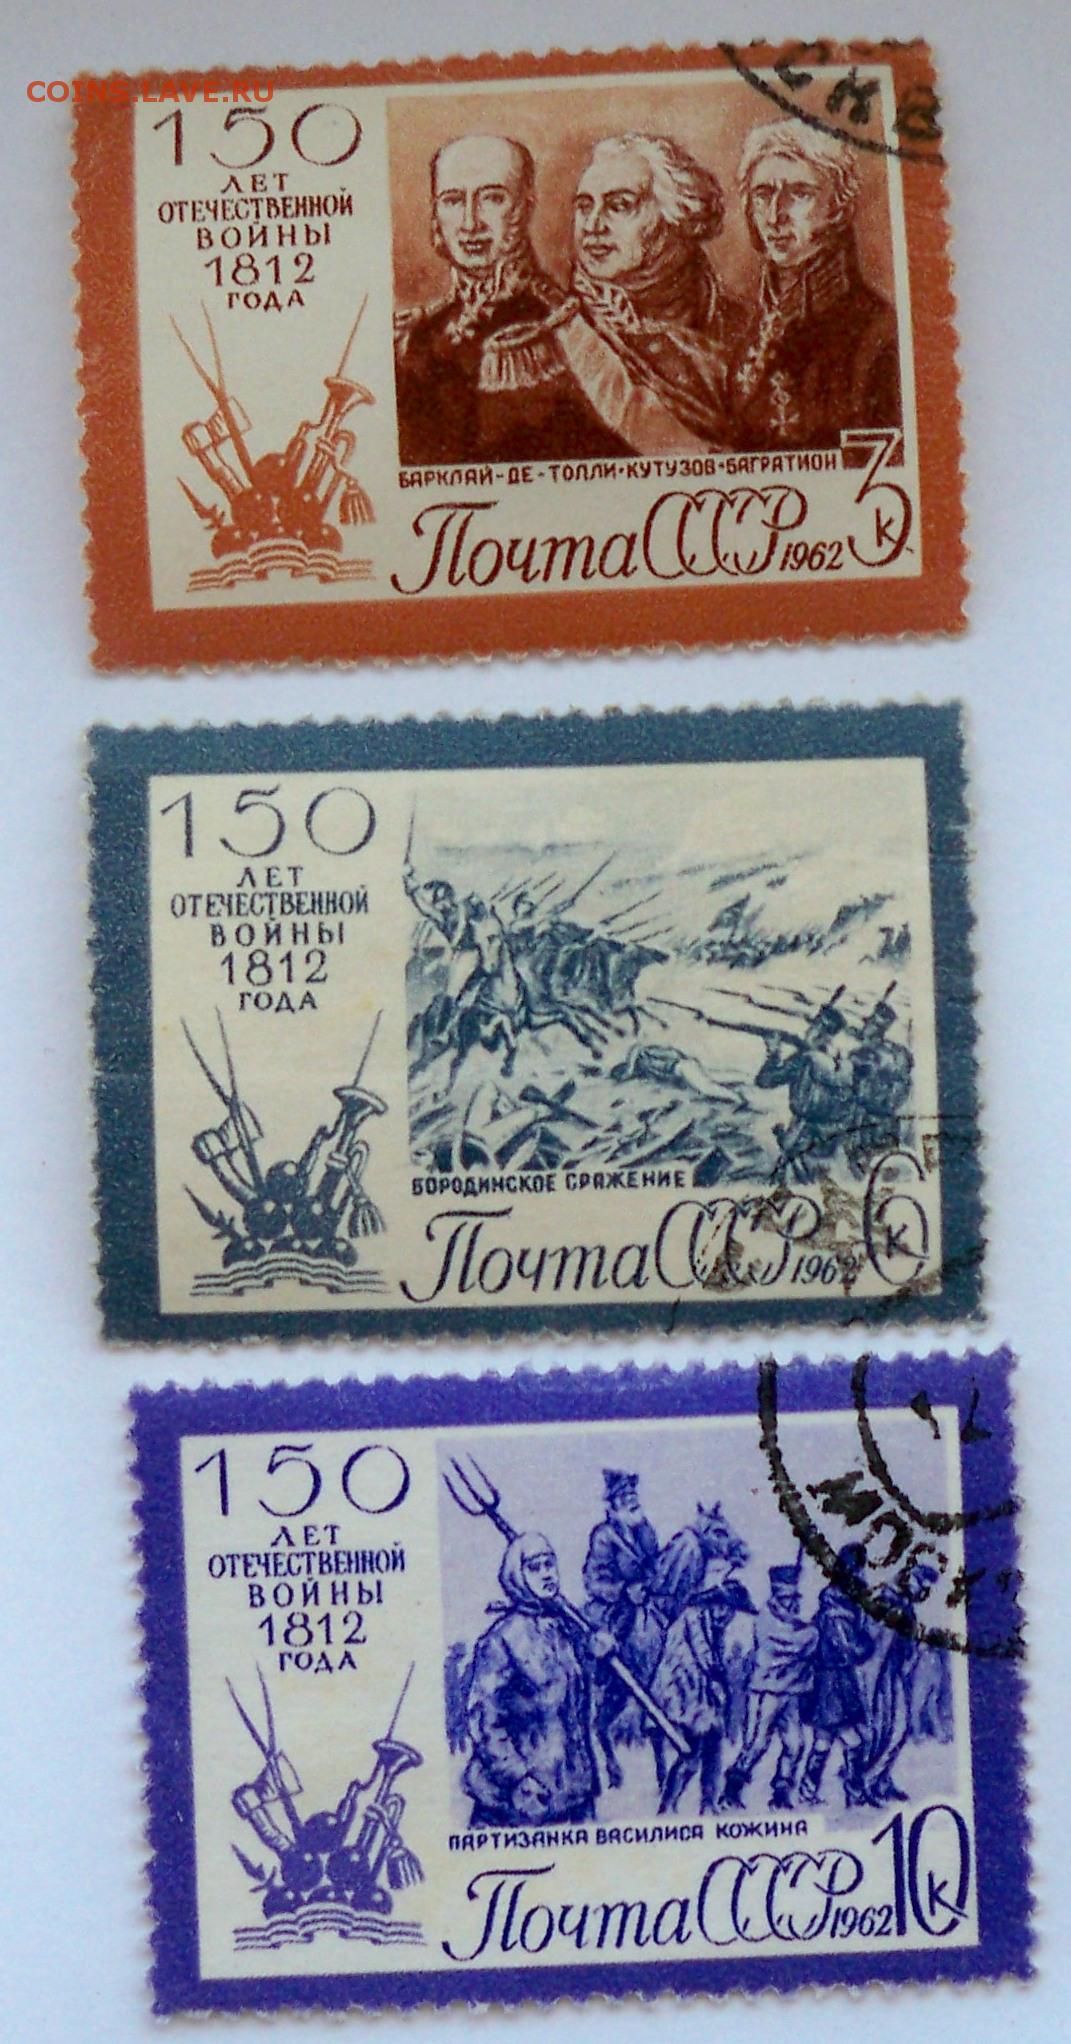 COINS.LAVE.RU
150
ЛЕТ
ОТЕЧЕСТВЕННОЙ
ВОЙНЫ
1812
ГОДА
БАРКЛАЙ-ДЕ-ТОЛЛИ•КУТУЗОВ•БАГРАТИОН
Почта СССР 1962 3 к.
150
ЛЕТ
ОТЕЧЕСТВЕННОЙ
ВОЙНЫ
1812
ГОДА
БОРОДИНСКОЕ СРАЖЕНИЕ
Почта СССР 1962 6 к
МОСК
150
ЛЕТ
ОТЕЧЕСТВЕННОЙ
ВОЙНЫ
1812
ГОДА
ПАРТИЗАНКА ВАСИЛИСА КОЖИНА
Почта СССР 1962 10 к